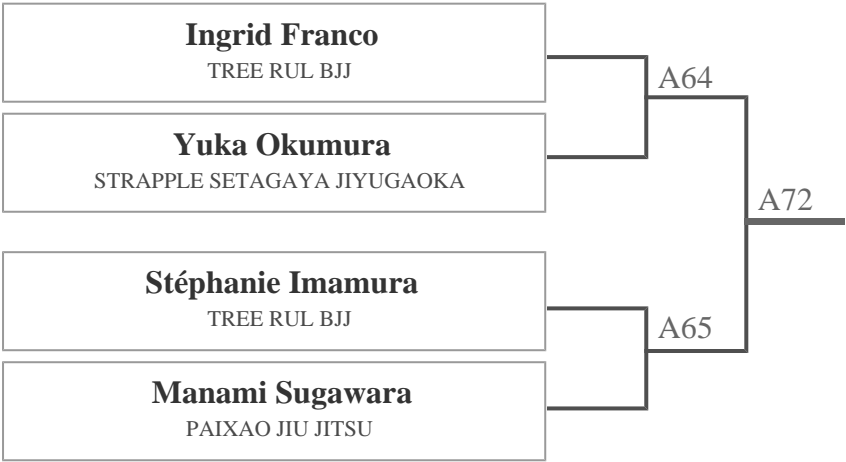 Ingrid Franco
TREE RUL BJJ
A64
Yuka Okumura
STRAPPLE SETAGAYA JIYUGAOKA
A72
Stéphanie Imamura
TREE RUL BJJ
A65
Manami Sugawara
PAIXAO JIU JITSU